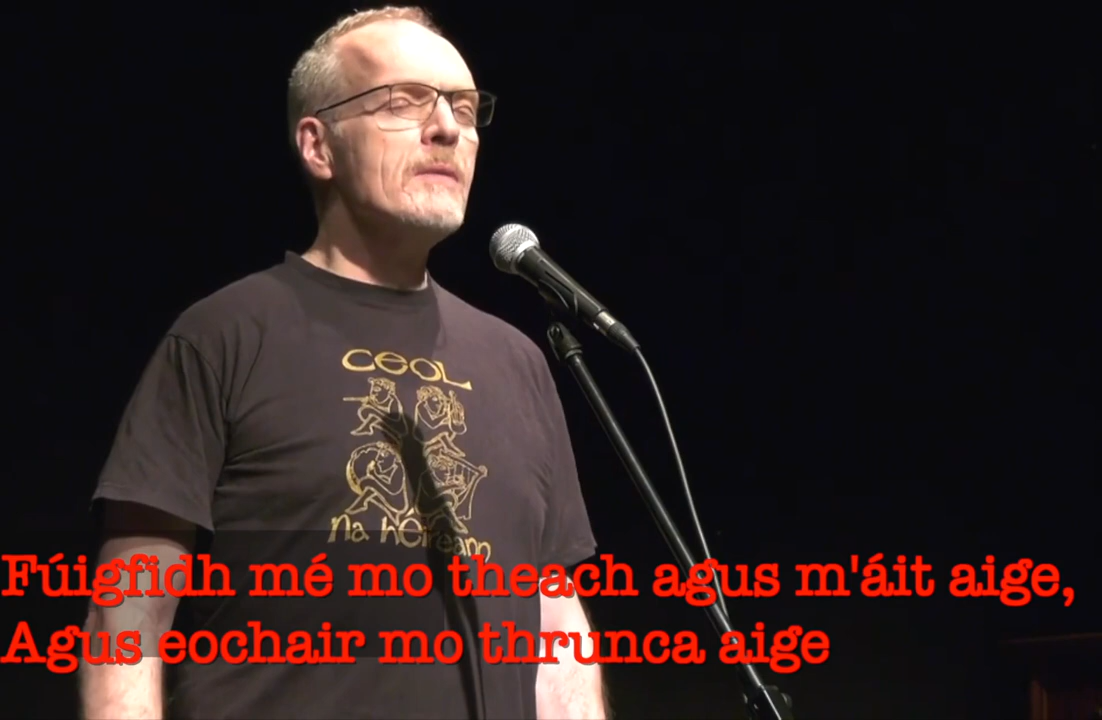 CEOL
na hÉireann
Fúigfidh mé mo theach agus m'áit aige,
Agus eochair mo thrunca aige